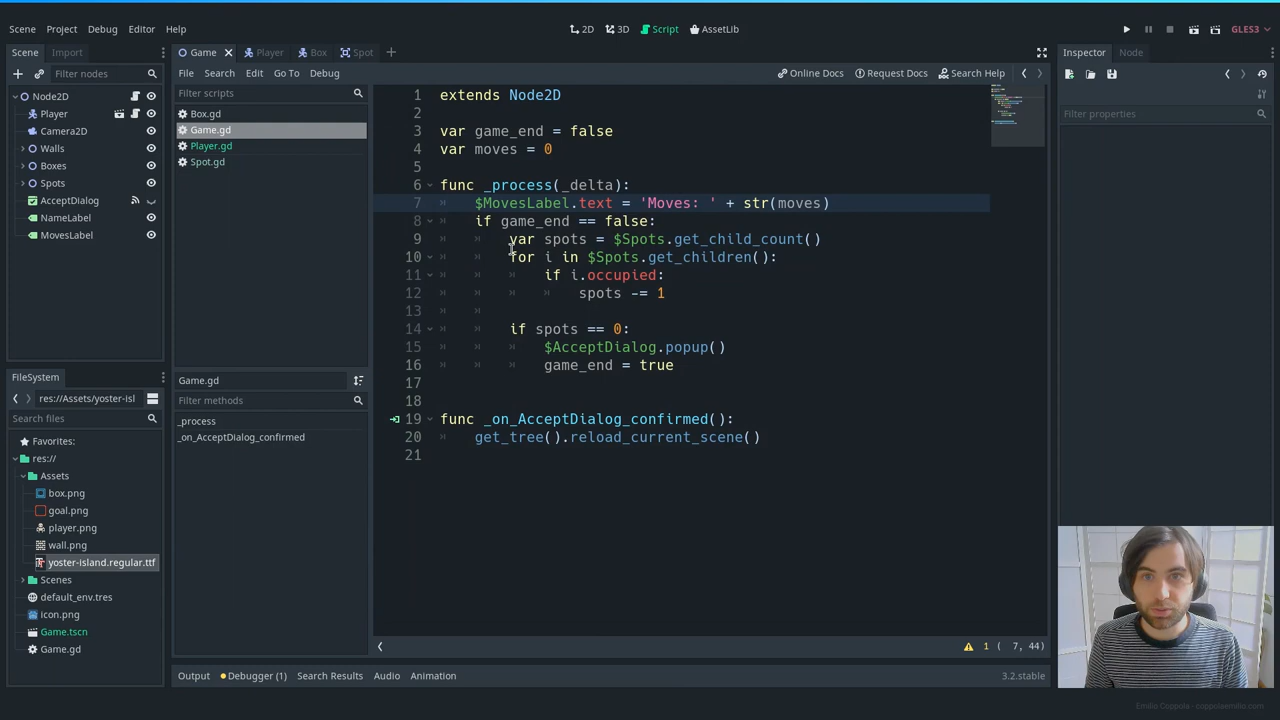 Scene Project Debug Editor Help
2D 3D Script AssetLib
GLES3
Scene Import
Filter nodes
Node2D
Player
Camera2D
Walls
Boxes
Spots
AcceptDialog
NameLabel
MovesLabel
FileSystem
res://Assets/yoster-isl
Search files
Favorites:
res://
Assets
box.png
goal.png
player.png
wall.png
yoster-island.regular.ttf
Scenes
default_env.tres
icon.png
Game.tscn
Game.gd
Game Player Box Spot
File Search Edit Go To Debug
Online Docs Request Docs Search Help
Filter scripts
Box.gd
Game.gd
Player.gd
Spot.gd
Game.gd
Filter methods
_process
_on_AcceptDialog_confirmed
1 extends Node2D
2
3 var game_end = false
4 var moves = 0
5
6 func _process(_delta):
7 $MovesLabel.text = 'Moves: ' + str(moves)
8 if game_end == false:
9 var spots = $Spots.get_child_count()
10 for i in $Spots.get_children():
11 if i.occupied:
12 spots -= 1
13
14 if spots == 0:
15 $AcceptDialog.popup()
16 game_end = true
17
18
19 func _on_AcceptDialog_confirmed():
20 get_tree().reload_current_scene()
21
1 ( 7, 44)
Output Debugger (1) Search Results Audio Animation
3.2.stable
Inspector Node
Filter properties
Emilio Coppola - coppolaemilio.com